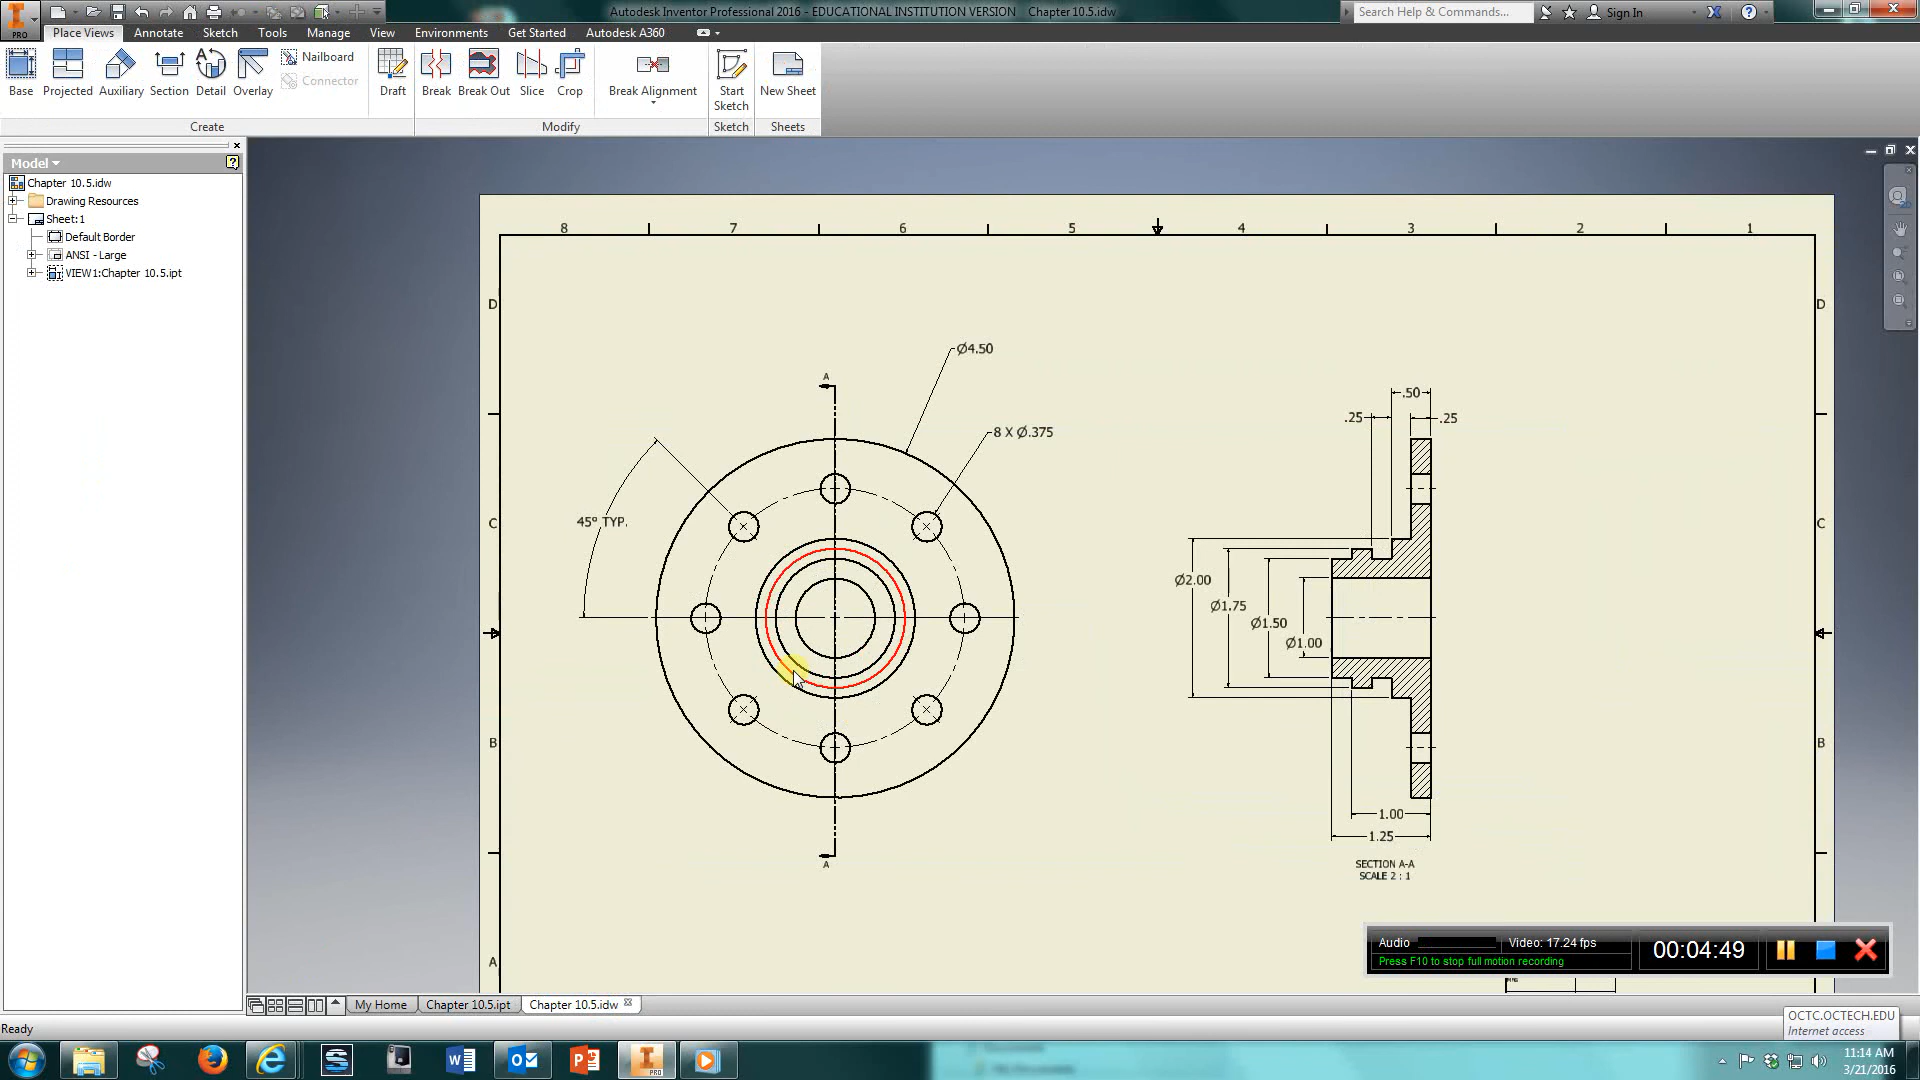 Autodesk Inventor Professional 2016 - EDUCATIONAL INSTITUTION VERSION Chapter 10.5.idw
Search Help & Commands...
Sign In
PRO
Place Views Annotate Sketch Tools Manage View Environments Get Started Autodesk A360
Base Projected Auxiliary Section Detail Overlay
Nailboard
Connector
Draft
Break Break Out Slice Crop
Break Alignment
Start Sketch
New Sheet
Create Modify Sketch Sheets
Model
Chapter 10.5.idw
Drawing Resources
Sheet:1
Default Border
ANSI - Large
VIEW1:Chapter 10.5.ipt
8 7 6 5 4 3 2 1
D D
Ø4.50
A
.50
.25 .25
8 X Ø.375
45° TYP.
C C
Ø2.00
Ø1.75
Ø1.50
Ø1.00
B B
1.00
1.25
A
SECTION A-A
SCALE 2 : 1
A
Audio Video: 17.24 fps
Press F10 to stop full motion recording
00:04:49
My Home Chapter 10.5.ipt Chapter 10.5.idw
OCTC.OCTECH.EDU
Internet access
Ready
PRO
11:14 AM
3/21/2016